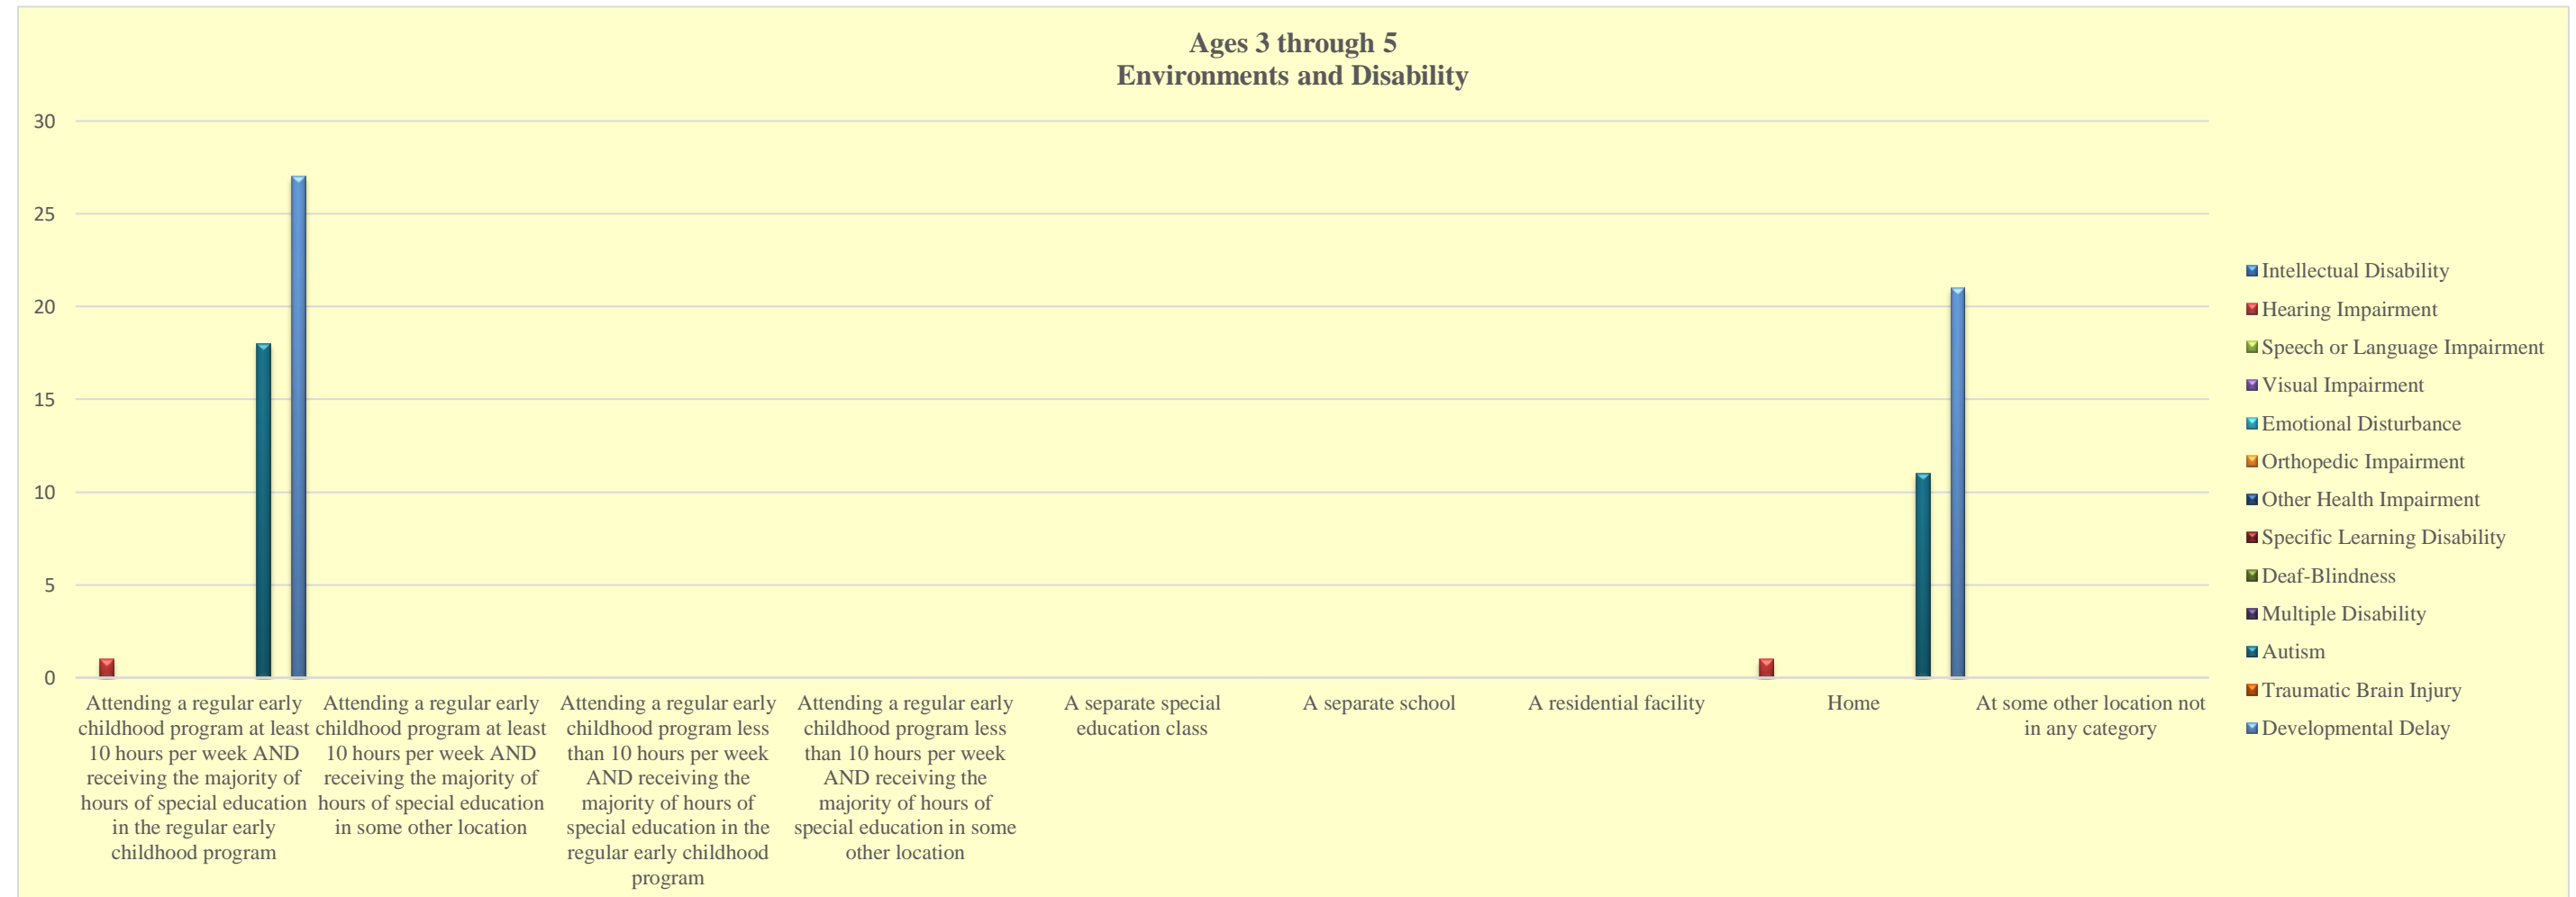 Ages 3 through 5
Environments and Disability
30
25
20
15
10
5
0
Attending a regular early
childhood program at least
10 hours per week AND
receiving the majority of
hours of special education
in the regular early
childhood program
Attending a regular early
childhood program at least
10 hours per week AND
receiving the majority of
hours of special education
in some other location
Attending a regular early
childhood program less
than 10 hours per week
AND receiving the
majority of hours of
special education in the
regular early childhood
program
Attending a regular early
childhood program less
than 10 hours per week
AND receiving the
majority of hours of
special education in some
other location
A separate special
education class
A separate school
A residential facility
Home
At some other location not
in any category
Intellectual Disability
Hearing Impairment
Speech or Language Impairment
Visual Impairment
Emotional Disturbance
Orthopedic Impairment
Other Health Impairment
Specific Learning Disability
Deaf-Blindness
Multiple Disability
Autism
Traumatic Brain Injury
Developmental Delay